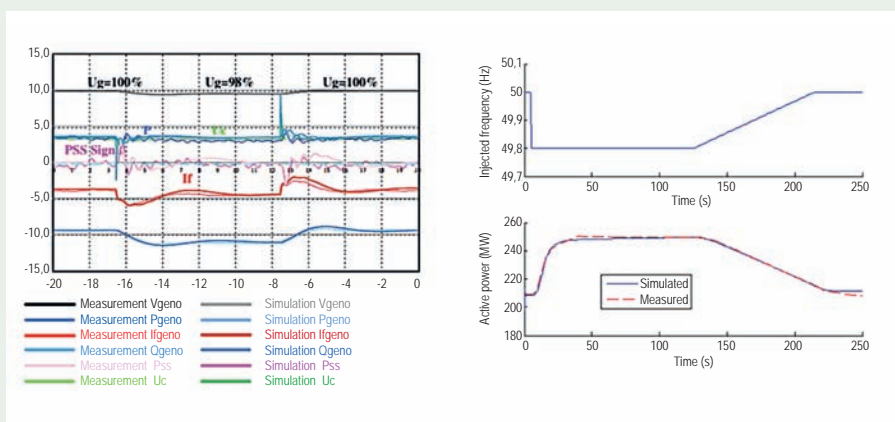 15,0
10,0
5,0
0
-5,0
-10,0
-15,0
Ug=100% Ug=98% Ug=100%
P
PSS Sign
If
-20 -18 -16 -14 -12 -10 -8 -6 -4 -2 0
Measurement Vgeno
Measurement Pgeno
Measurement Ifgeno
Measurement Qgeno
Measurement Pss
Measurement Uc
Simulation Vgeno
Simulation Pgeno
Simulation Ifgeno
Simulation Qgeno
Simulation Pss
Simulation Uc
Injected frequency (Hz)
50,1
50
49,9
49,8
49,7
0 50 100 150 200 250
Time (s)
Active power (MW)
260
240
220
200
180
Simulated
Measured
0 50 100 150 200 250
Time (s)